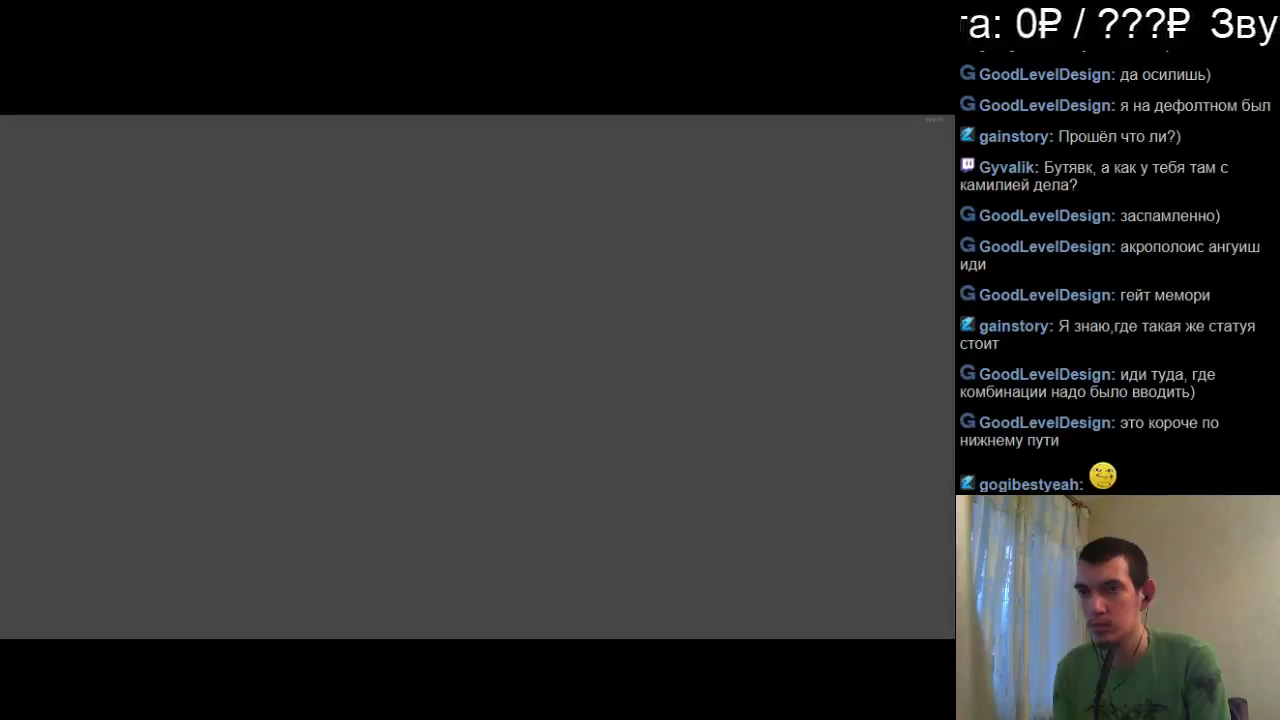 та: 0₽ / ???₽ Зву
GoodLevelDesign: да осилишь)
GoodLevelDesign: я на дефолтном был
gainstory: Прошёл что ли?)
Gyvalik: Бутявк, а как у тебя там с
камилией дела?
GoodLevelDesign: заспамленно)
GoodLevelDesign: акрополоис ангуиш
иди
GoodLevelDesign: гейт мемори
gainstory: Я знаю,где такая же статуя
стоит
GoodLevelDesign: иди туда, где
комбинации надо было вводить)
GoodLevelDesign: это короче по
нижнему пути
gogibestyeah: